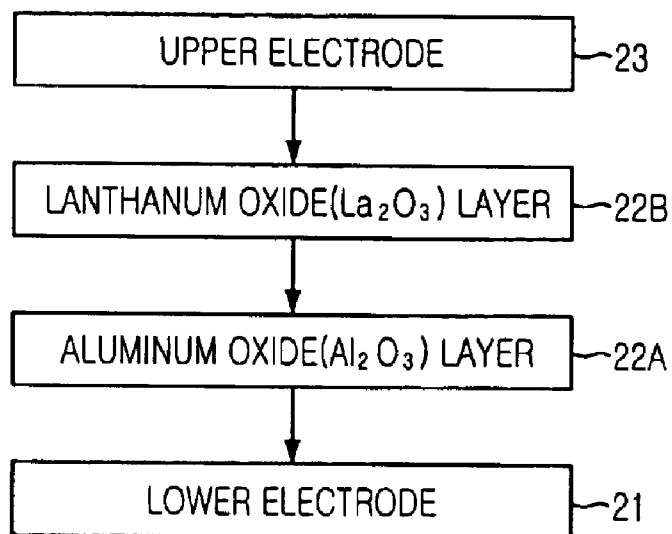 UPPER ELECTRODE 23
LANTHANUM OXIDE(La₂O₃) LAYER 22B
ALUMINUM OXIDE(Al₂O₃) LAYER 22A
LOWER ELECTRODE 21